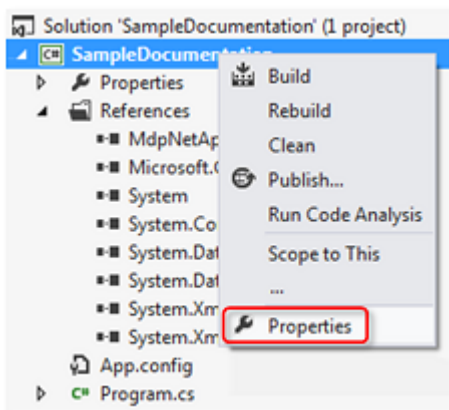 Solution 'SampleDocumentation' (1 project)
SampleDocumentation
Build
Properties
Rebuild
References
Clean
MdpNetAp
Publish...
Microsoft.
System
Run Code Analysis
System.Co
Scope to This
System.Dat
System.Dat
...
System.Xm
Properties
System.Xm
App.config
C# Program.cs